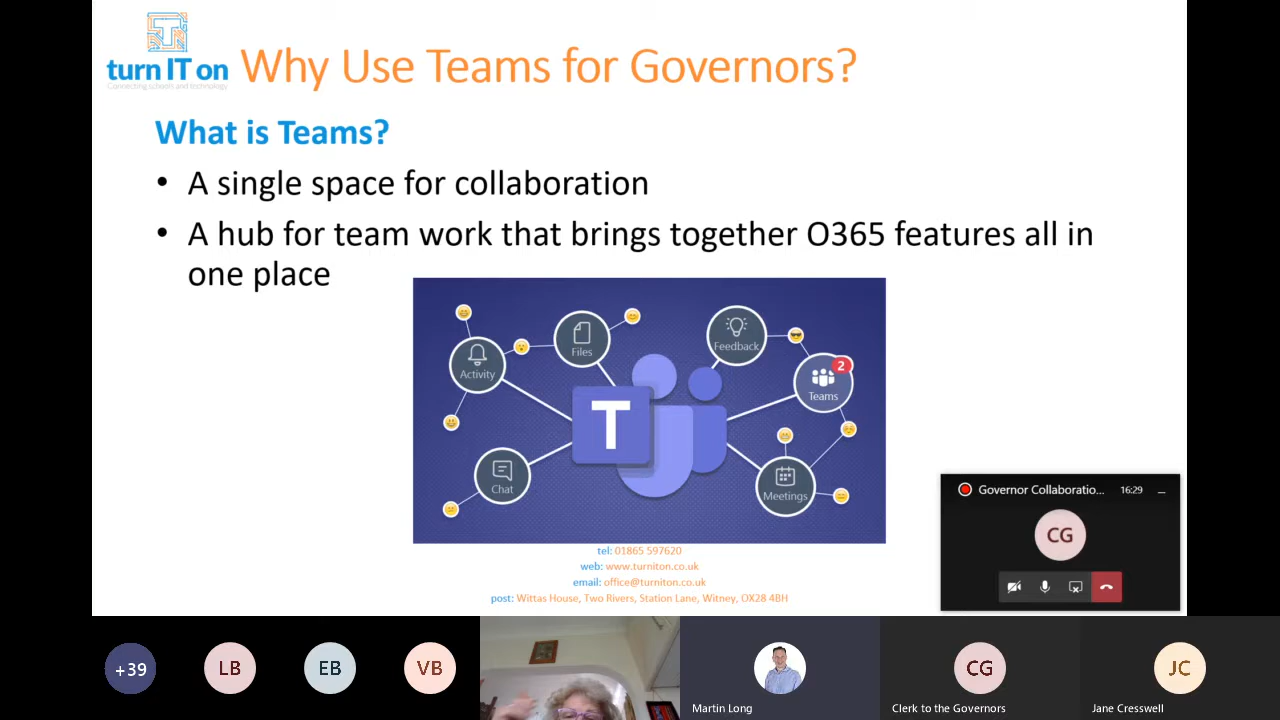 turn IT on
Connecting schools and technology
Why Use Teams for Governors?
What is Teams?
• A single space for collaboration
• A hub for team work that brings together O365 features all in
one place
Activity
Files
Feedback
2
Teams
T
Chat
Meetings
tel: 01865 597620
web: www.turniton.co.uk
email: office@turniton.co.uk
post: Wittas House, Two Rivers, Station Lane, Witney, OX28 4BH
Governor Collaboratio... 16:29
CG
+39
LB
EB
VB
CG
JC
Martin Long
Clerk to the Governors
Jane Cresswell